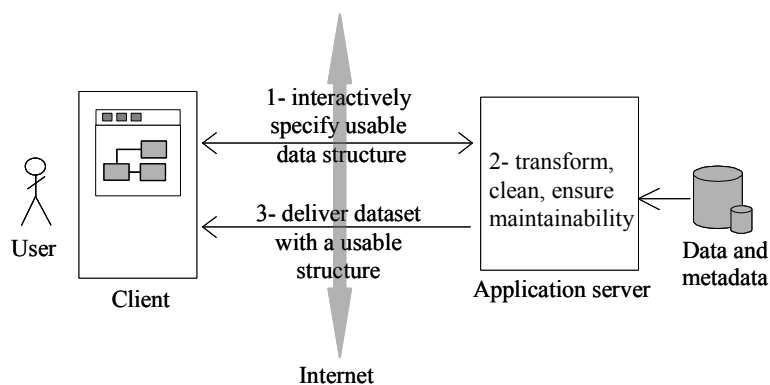 1- interactively
specify usable
data structure
2- transform,
clean, ensure
maintainability
3- deliver dataset
with a usable
structure
User
Client
Application server
Data and
metadata
Internet